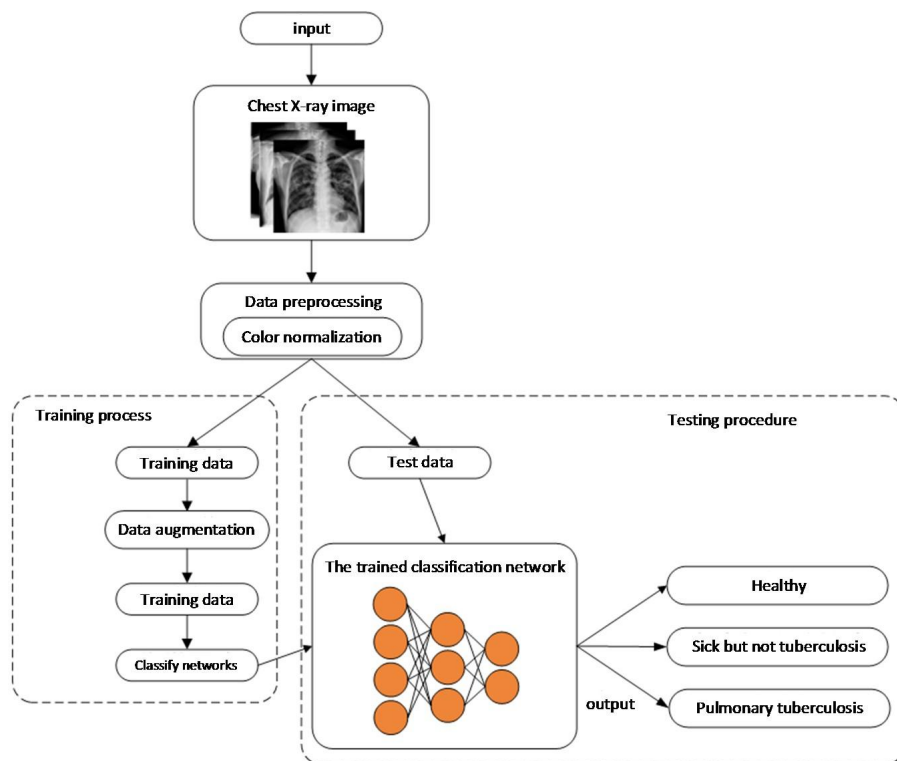 input
Chest X-ray image
Data preprocessing
Color normalization
Training process
Testing procedure
Training data
Test data
Data augmentation
The trained classification network
Training data
Classify networks
Healthy
Sick but not tuberculosis
output
Pulmonary tuberculosis